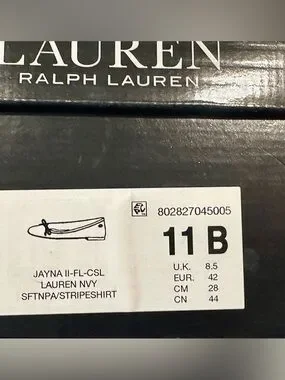 LAUREN
RALPH LAUREN
802827045005
11 B
U.K. 8.5
EUR. 42
CM 28
CN 44
JAYNA II-FL-CSL
LAUREN NVY
SFTNPA/STRIPESHIRT